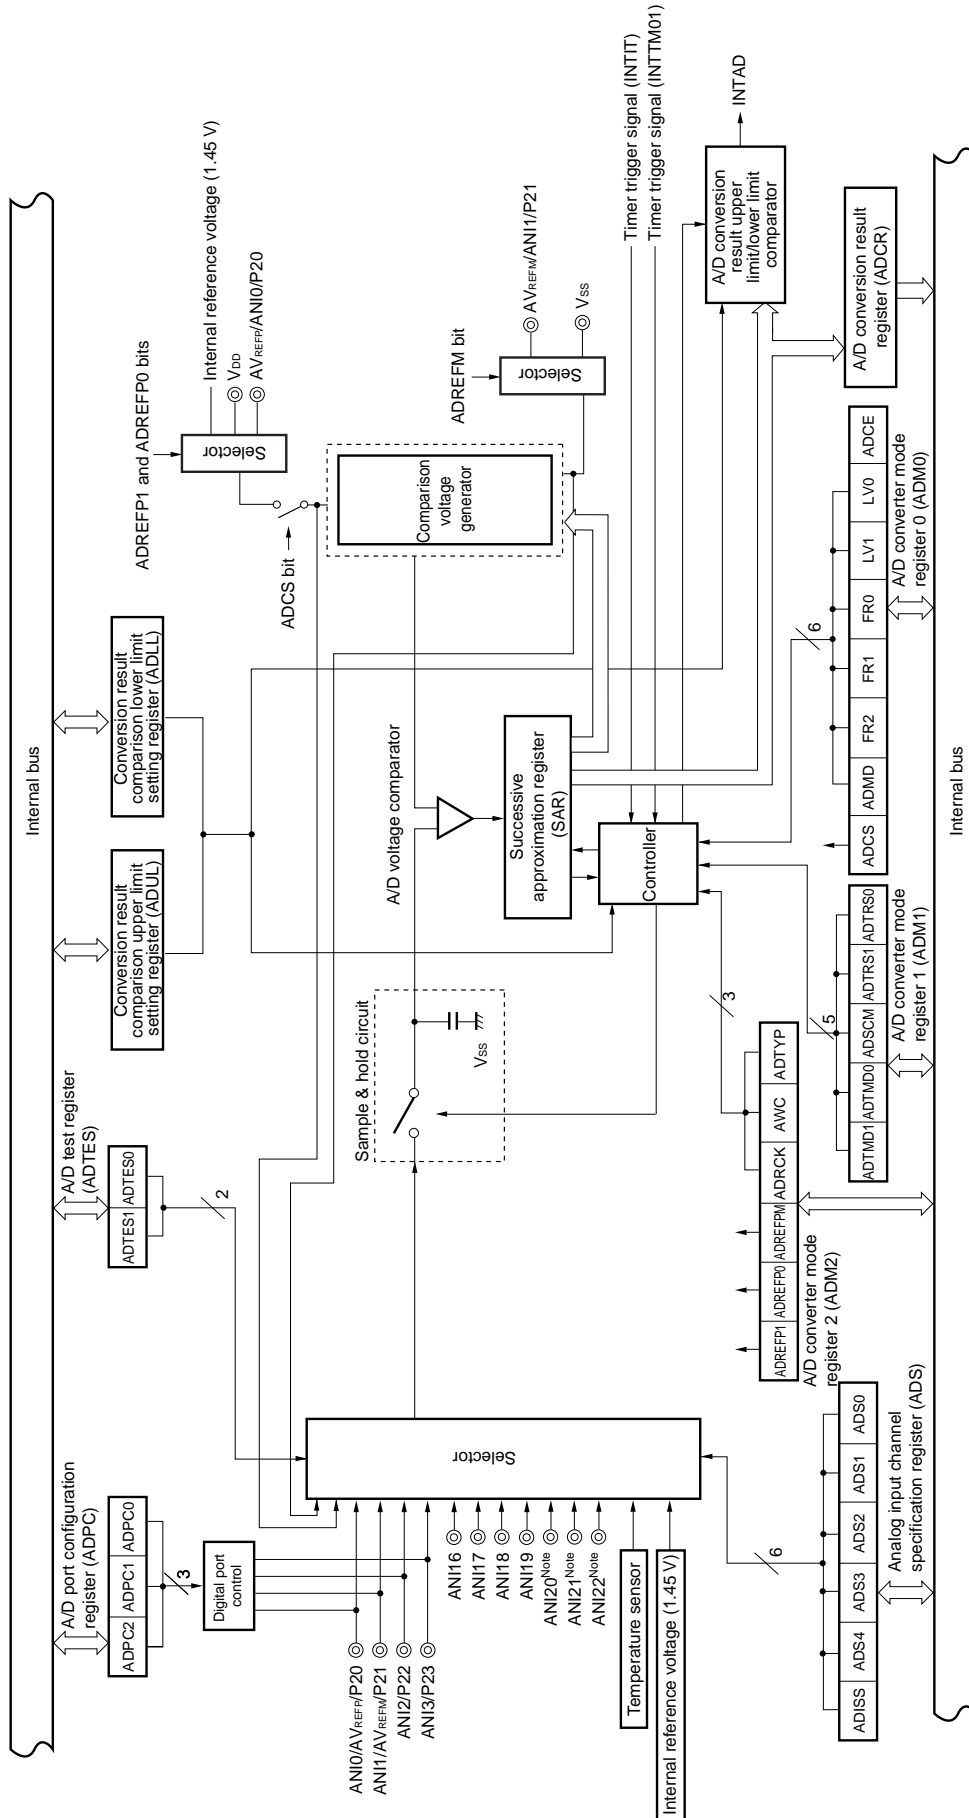 Internal bus
A/D port configuration
register (ADPC)
ADPC2 ADPC1 ADPC0
3
Digital port
control
A/D test register
(ADTES)
ADTES1 ADTES0
2
Conversion result
comparison upper limit
setting register (ADUL)
Conversion result
comparison lower limit
setting register (ADLL)
ADREFP1 and ADREFP0 bits
Selector
Internal reference voltage (1.45 V)
VDD
AVREFP/ANI0/P20
ADCS bit
Comparison
voltage
generator
ADREFM bit
Selector
AVREFM/ANI1/P21
VSS
A/D voltage comparator
Sample & hold circuit
VSS
Successive
approximation register
(SAR)
Controller
Timer trigger signal (INTIT)
Timer trigger signal (INTTM01)
A/D conversion
result upper
limit/lower limit
comparator
INTAD
A/D conversion result
register (ADCR)
Selector
ANI0/AVREFP/P20
ANI1/AVREFM/P21
ANI2/P22
ANI3/P23
ANI16
ANI17
ANI18
ANI19
ANI20Note
ANI21Note
ANI22Note
Temperature sensor
Internal reference voltage (1.45 V)
6
ADISS ADS4 ADS3 ADS2 ADS1 ADS0
Analog input channel
specification register (ADS)
3
ADREFP1 ADREFP0 ADREFPM ADRCK AWC ADTYP
A/D converter mode
register 2 (ADM2)
5
ADTMD1 ADTMD0 ADSCM ADTRS1 ADTRS0
A/D converter mode
register 1 (ADM1)
6
ADCS ADMD FR2 FR1 FR0 LV1 LV0 ADCE
A/D converter mode
register 0 (ADM0)
Internal bus